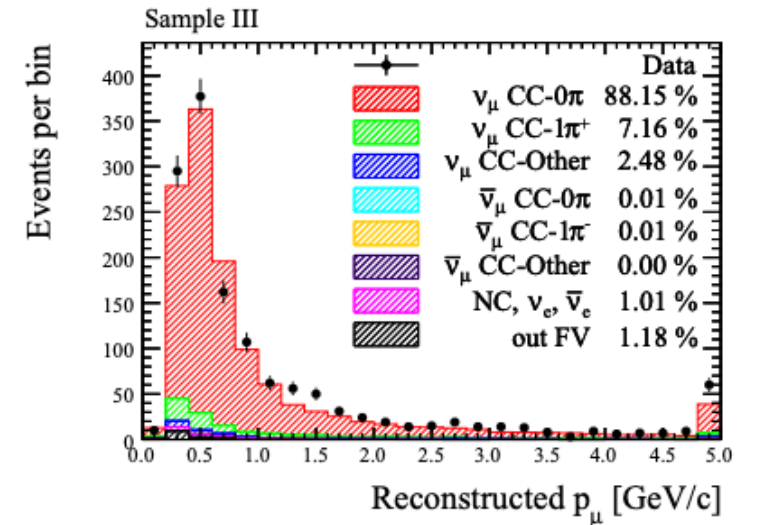 Sample III
Events per bin
400
350
300
250
200
150
100
50
0
Data
νμ CC-0π 88.15 %
νμ CC-1π⁺ 7.16 %
νμ CC-Other 2.48 %
ν̅μ CC-0π 0.01 %
ν̅μ CC-1π⁻ 0.01 %
ν̅μ CC-Other 0.00 %
NC, νe, ν̅e 1.01 %
out FV 1.18 %
0.0 0.5 1.0 1.5 2.0 2.5 3.0 3.5 4.0 4.5 5.0
Reconstructed pμ [GeV/c]